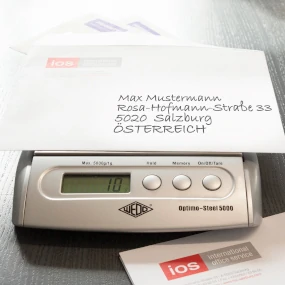 ios
Max Mustermann
Rosa-Hofmann-Straße 33
5020 Salzburg
ÖSTERREICH
Max. 5000g/1g
Hold
Memory
On/Off/Tare
10
WEDO
Optimo-Steel 5000
ios
international
office service